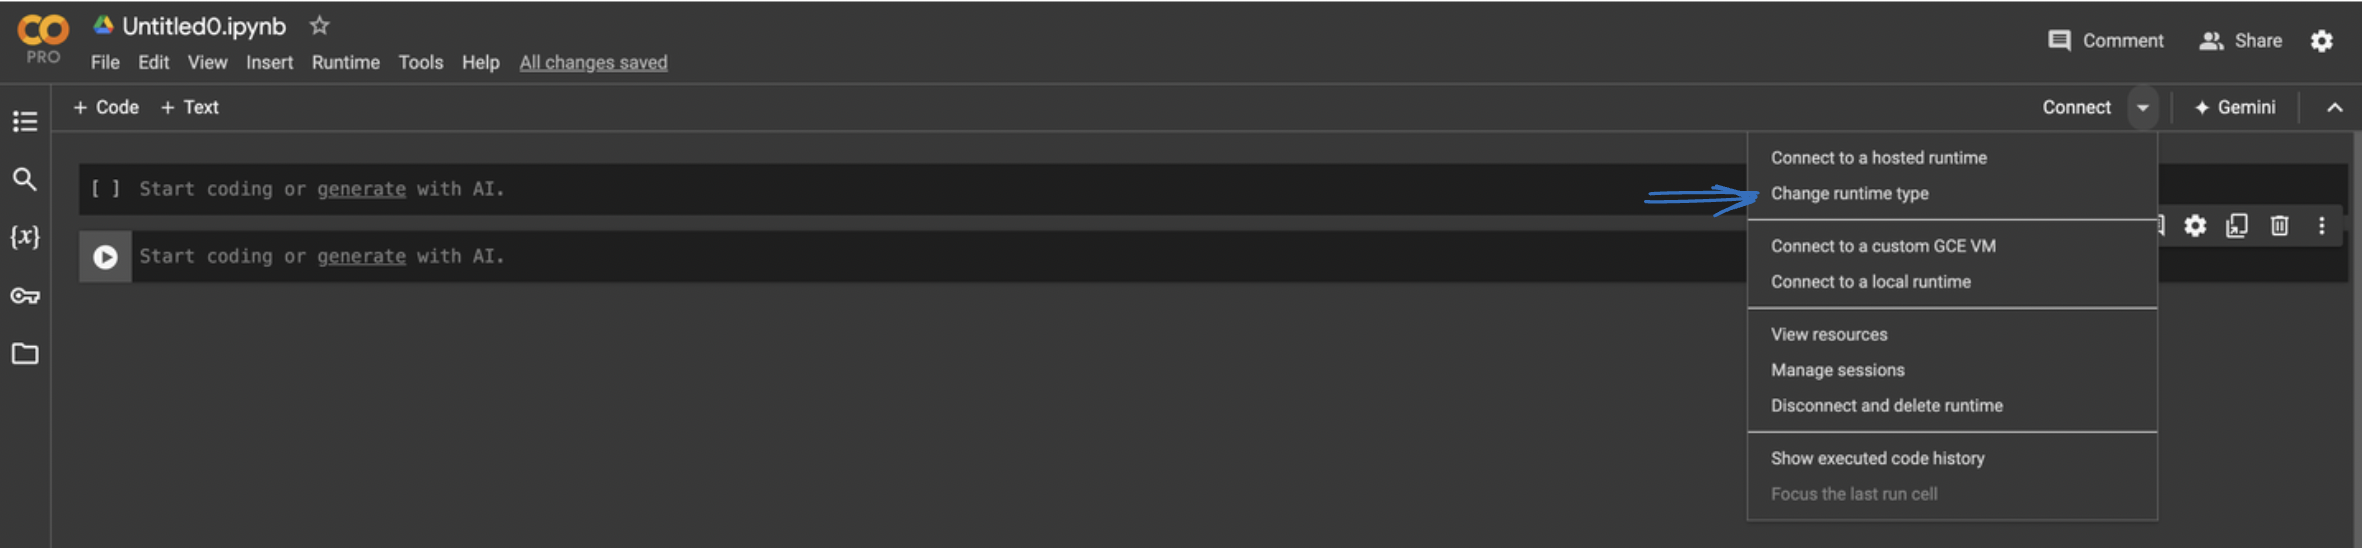 CO
PRO
Untitled0.ipynb
File Edit View Insert Runtime Tools Help All changes saved
Comment Share
+ Code + Text
Connect Gemini
[ ] Start coding or generate with AI.
Start coding or generate with AI.
{x}
Connect to a hosted runtime
Change runtime type
Connect to a custom GCE VM
Connect to a local runtime
View resources
Manage sessions
Disconnect and delete runtime
Show executed code history
Focus the last run cell